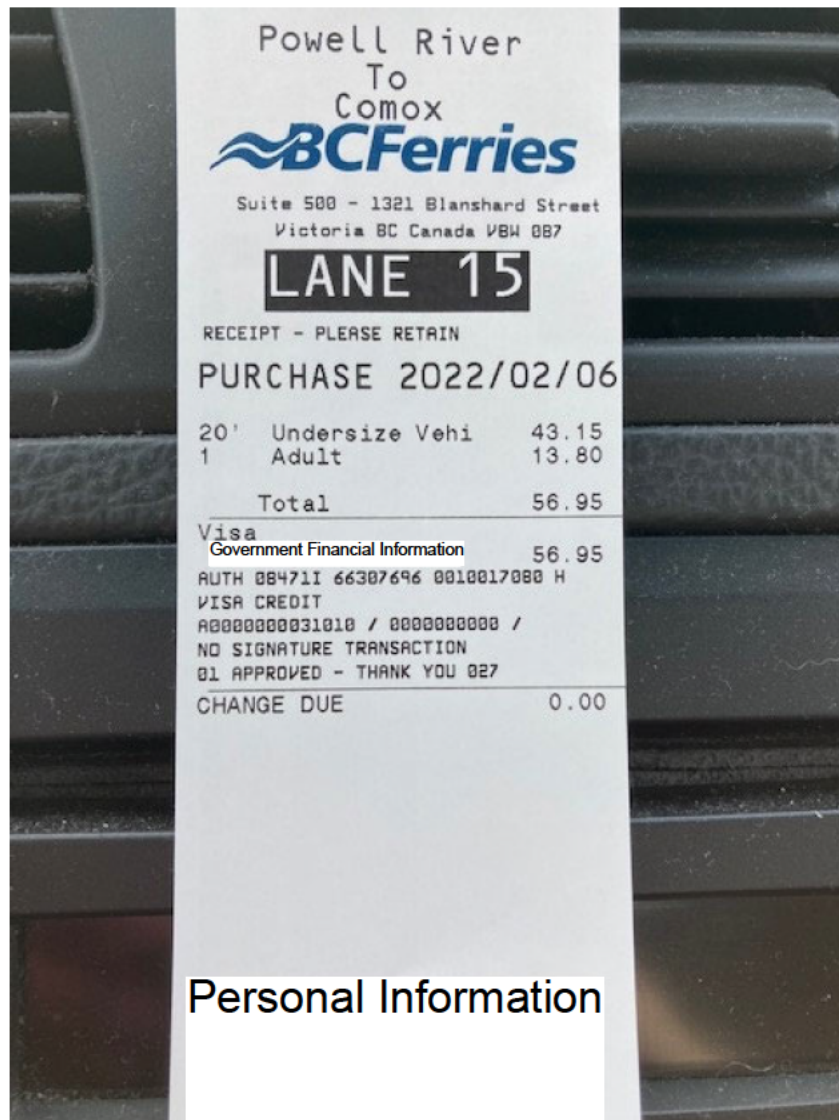 Powell River
To
Comox
BCFerries
Suite 500 - 1321 Blanshard Street
Victoria BC Canada V8W 0B7
LANE 15
RECEIPT - PLEASE RETAIN
PURCHASE 2022/02/06
20' Undersize Vehi 43.15
1 Adult 13.80
Total 56.95
Visa
Government Financial Information 56.95
AUTH 08471I 66307696 0010017080 H
VISA CREDIT
A0000000031010 / 0000000000 /
NO SIGNATURE TRANSACTION
01 APPROVED - THANK YOU 027
CHANGE DUE 0.00
Personal Information